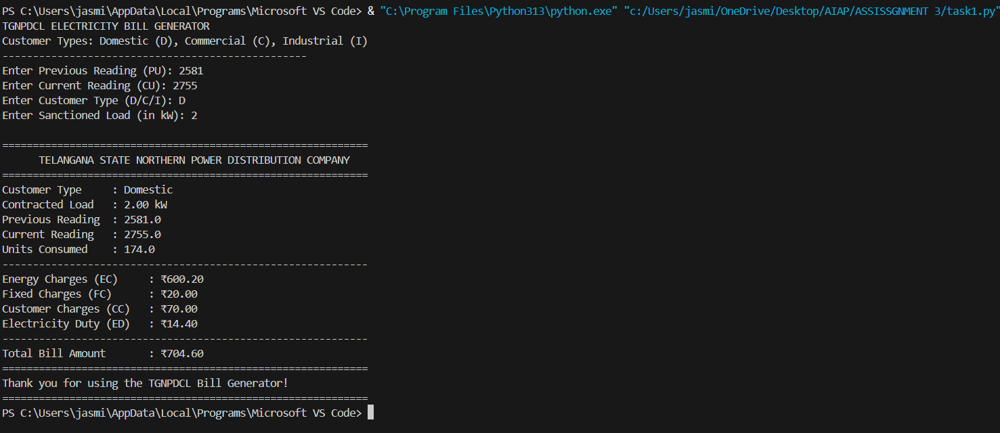 PS C:\Users\jasmi\AppData\Local\Programs\Microsoft VS Code> & "C:\Program Files\Python313\python.exe" "c:/Users/jasmi/OneDrive/Desktop/AIAP/ASSISSGNMENT 3/task1.py"
TGNPDCL ELECTRICITY BILL GENERATOR
Customer Types: Domestic (D), Commercial (C), Industrial (I)
--------------------------------------------------
Enter Previous Reading (PU): 2581
Enter Current Reading (CU): 2755
Enter Customer Type (D/C/I): D
Enter Sanctioned Load (in kW): 2
============================================================
      TELANGANA STATE NORTHERN POWER DISTRIBUTION COMPANY
============================================================
Customer Type     : Domestic
Contracted Load   : 2.00 kW
Previous Reading  : 2581.0
Current Reading   : 2755.0
Units Consumed    : 174.0
------------------------------------------------------------
Energy Charges (EC)     : ₹600.20
Fixed Charges (FC)      : ₹20.00
Customer Charges (CC)   : ₹70.00
Electricity Duty (ED)   : ₹14.40
------------------------------------------------------------
Total Bill Amount       : ₹704.60
============================================================
Thank you for using the TGNPDCL Bill Generator!
============================================================
PS C:\Users\jasmi\AppData\Local\Programs\Microsoft VS Code>